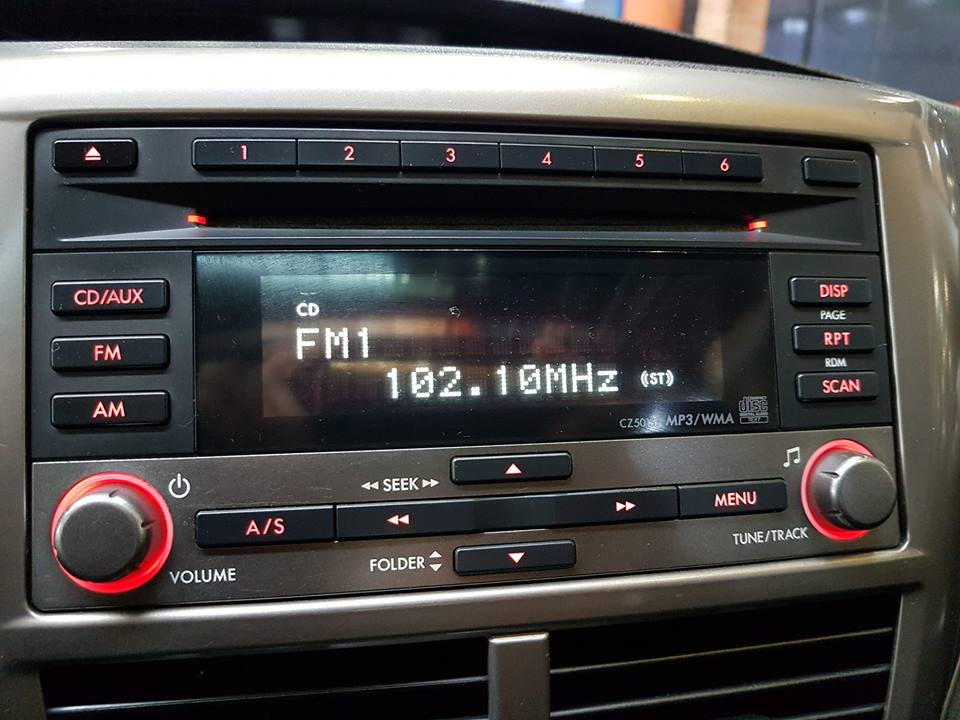 1 2 3 4 5 6
CD/AUX
FM
AM
CD
FM1
102.10MHz (ST)
MP3/WMA
disc
DISP
PAGE
RPT
RDM
SCAN
SEEK
A/S
MENU
FOLDER
VOLUME
TUNE/TRACK